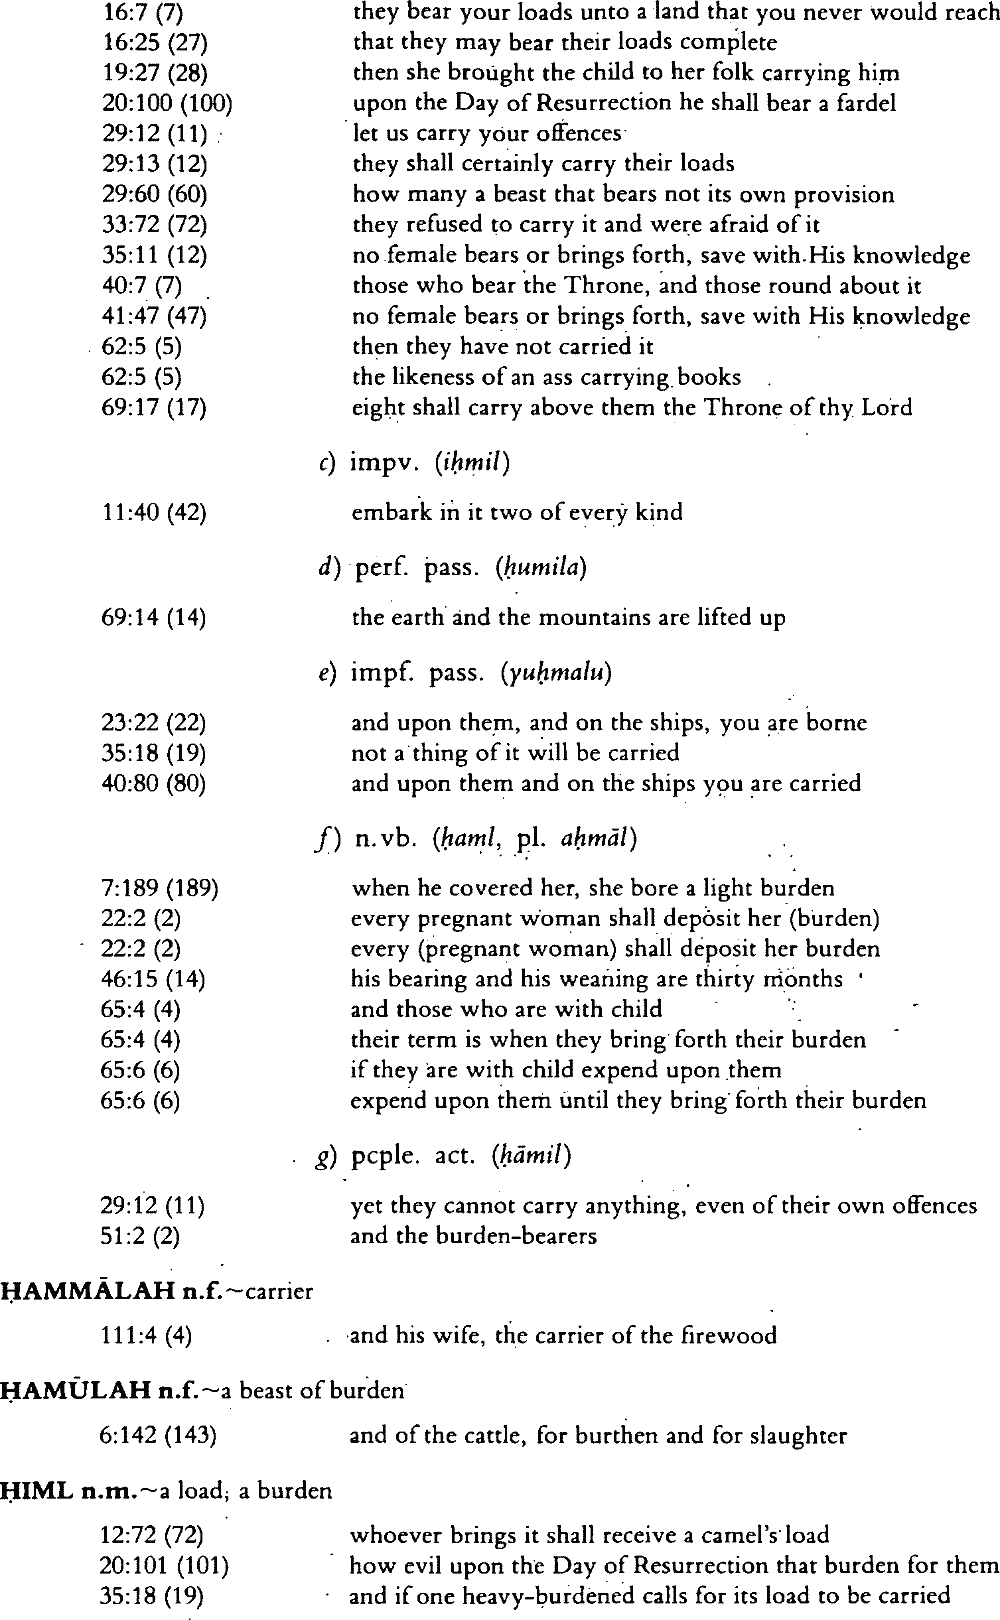 16:7 (7) they bear your loads unto a land that you never would reach
16:25 (27) that they may bear their loads complete
19:27 (28) then she brought the child to her folk carrying him
20:100 (100) upon the Day of Resurrection he shall bear a fardel
29:12 (11) let us carry your offences
29:13 (12) they shall certainly carry their loads
29:60 (60) how many a beast that bears not its own provision
33:72 (72) they refused to carry it and were afraid of it
35:11 (12) no female bears or brings forth, save with His knowledge
40:7 (7) those who bear the Throne, and those round about it
41:47 (47) no female bears or brings forth, save with His knowledge
62:5 (5) then they have not carried it
62:5 (5) the likeness of an ass carrying books
69:17 (17) eight shall carry above them the Throne of thy Lord
c) impv. (iḥmil)
11:40 (42) embark in it two of every kind
d) perf. pass. (ḥumila)
69:14 (14) the earth and the mountains are lifted up
e) impf. pass. (yuḥmalu)
23:22 (22) and upon them, and on the ships, you are borne
35:18 (19) not a thing of it will be carried
40:80 (80) and upon them and on the ships you are carried
f) n.vb. (ḥaml, pl. aḥmāl)
7:189 (189) when he covered her, she bore a light burden
22:2 (2) every pregnant woman shall deposit her (burden)
22:2 (2) every (pregnant woman) shall deposit her burden
46:15 (14) his bearing and his weaning are thirty months
65:4 (4) and those who are with child
65:4 (4) their term is when they bring forth their burden
65:6 (6) if they are with child expend upon them
65:6 (6) expend upon them until they bring forth their burden
g) pcple. act. (ḥāmil)
29:12 (11) yet they cannot carry anything, even of their own offences
51:2 (2) and the burden-bearers
ḤAMMĀLAH n.f.~carrier
111:4 (4) and his wife, the carrier of the firewood
ḤAMŪLAH n.f.~a beast of burden
6:142 (143) and of the cattle, for burthen and for slaughter
ḤIML n.m.~a load; a burden
12:72 (72) whoever brings it shall receive a camel's load
20:101 (101) how evil upon the Day of Resurrection that burden for them
35:18 (19) and if one heavy-burdened calls for its load to be carried